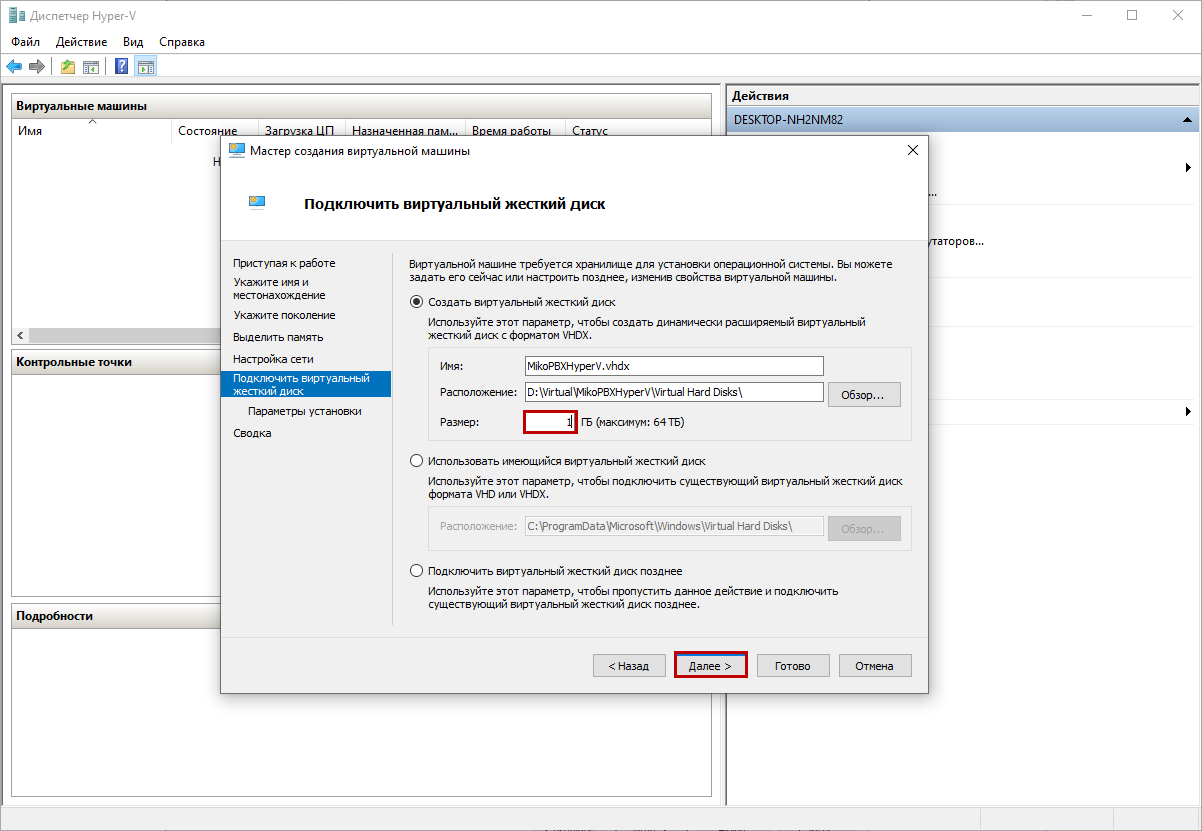 Диспетчер Hyper-V
Файл Действие Вид Справка
Виртуальные машины
Имя Состояние Загрузка ЦП Назначенная пам... Время работы Статус
Н
Контрольные точки
Подробности
Действия
DESKTOP-NH2NM82
...
утаторов...
Мастер создания виртуальной машины
Подключить виртуальный жесткий диск
Приступая к работе
Укажите имя и
местонахождение
Укажите поколение
Выделить память
Настройка сети
Подключить виртуальный
жесткий диск
Параметры установки
Сводка
Виртуальной машине требуется хранилище для установки операционной системы. Вы можете
задать его сейчас или настроить позднее, изменив свойства виртуальной машины.
Создать виртуальный жесткий диск
Используйте этот параметр, чтобы создать динамически расширяемый виртуальный
жесткий диск с форматом VHDX.
Имя: MikoPBXHyperV.vhdx
Расположение: D:\Virtual\MikoPBXHyperV\Virtual Hard Disks\ Обзор...
Размер: 1 ГБ (максимум: 64 ТБ)
Использовать имеющийся виртуальный жесткий диск
Используйте этот параметр, чтобы подключить существующий виртуальный жесткий диск
формата VHD или VHDX.
Расположение: C:\ProgramData\Microsoft\Windows\Virtual Hard Disks\ Обзор...
Подключить виртуальный жесткий диск позднее
Используйте этот параметр, чтобы пропустить данное действие и подключить
существующий виртуальный жесткий диск позднее.
< Назад Далее > Готово Отмена